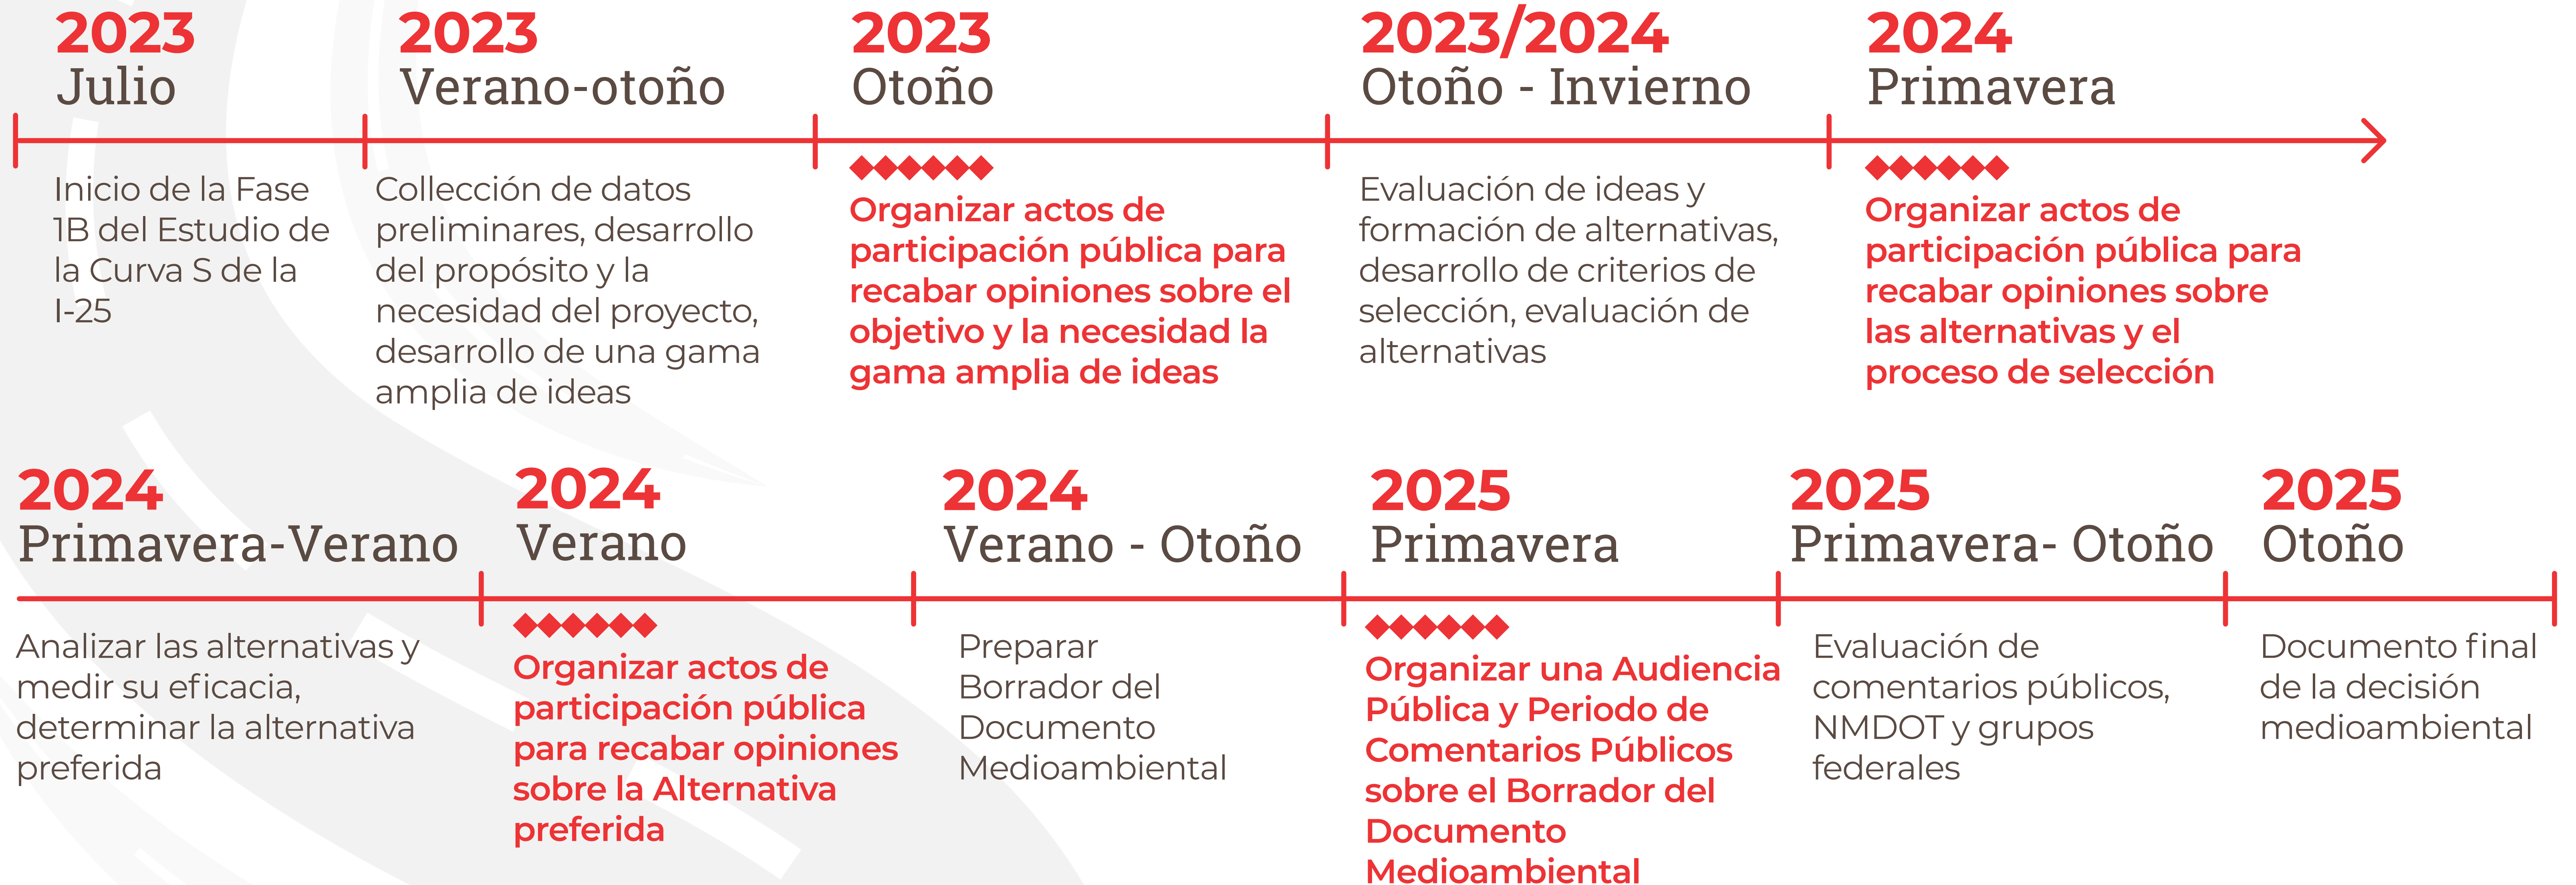 2023
Julio
Inicio de la Fase
1B del Estudio de
la Curva S de la
I-25
2023
Verano-otoño
Collección de datos
preliminares, desarrollo
del propósito y la
necesidad del proyecto,
desarrollo de una gama
amplia de ideas
2023
Otoño
Organizar actos de
participación pública para
recabar opiniones sobre el
objetivo y la necesidad la
gama amplia de ideas
2023/2024
Otoño - Invierno
Evaluación de ideas y
formación de alternativas,
desarrollo de criterios de
selección, evaluación de
alternativas
2024
Primavera
Organizar actos de
participación pública para
recabar opiniones sobre
las alternativas y el
proceso de selección
2024
Primavera-Verano
Analizar las alternativas y
medir su eficacia,
determinar la alternativa
preferida
2024
Verano
Organizar actos de
participación pública
para recabar opiniones
sobre la Alternativa
preferida
2024
Verano - Otoño
Preparar
Borrador del
Documento
Medioambiental
2025
Primavera
Organizar una Audiencia
Pública y Periodo de
Comentarios Públicos
sobre el Borrador del
Documento
Medioambiental
2025
Primavera- Otoño
Evaluación de
comentarios públicos,
NMDOT y grupos
federales
2025
Otoño
Documento final
de la decisión
medioambiental